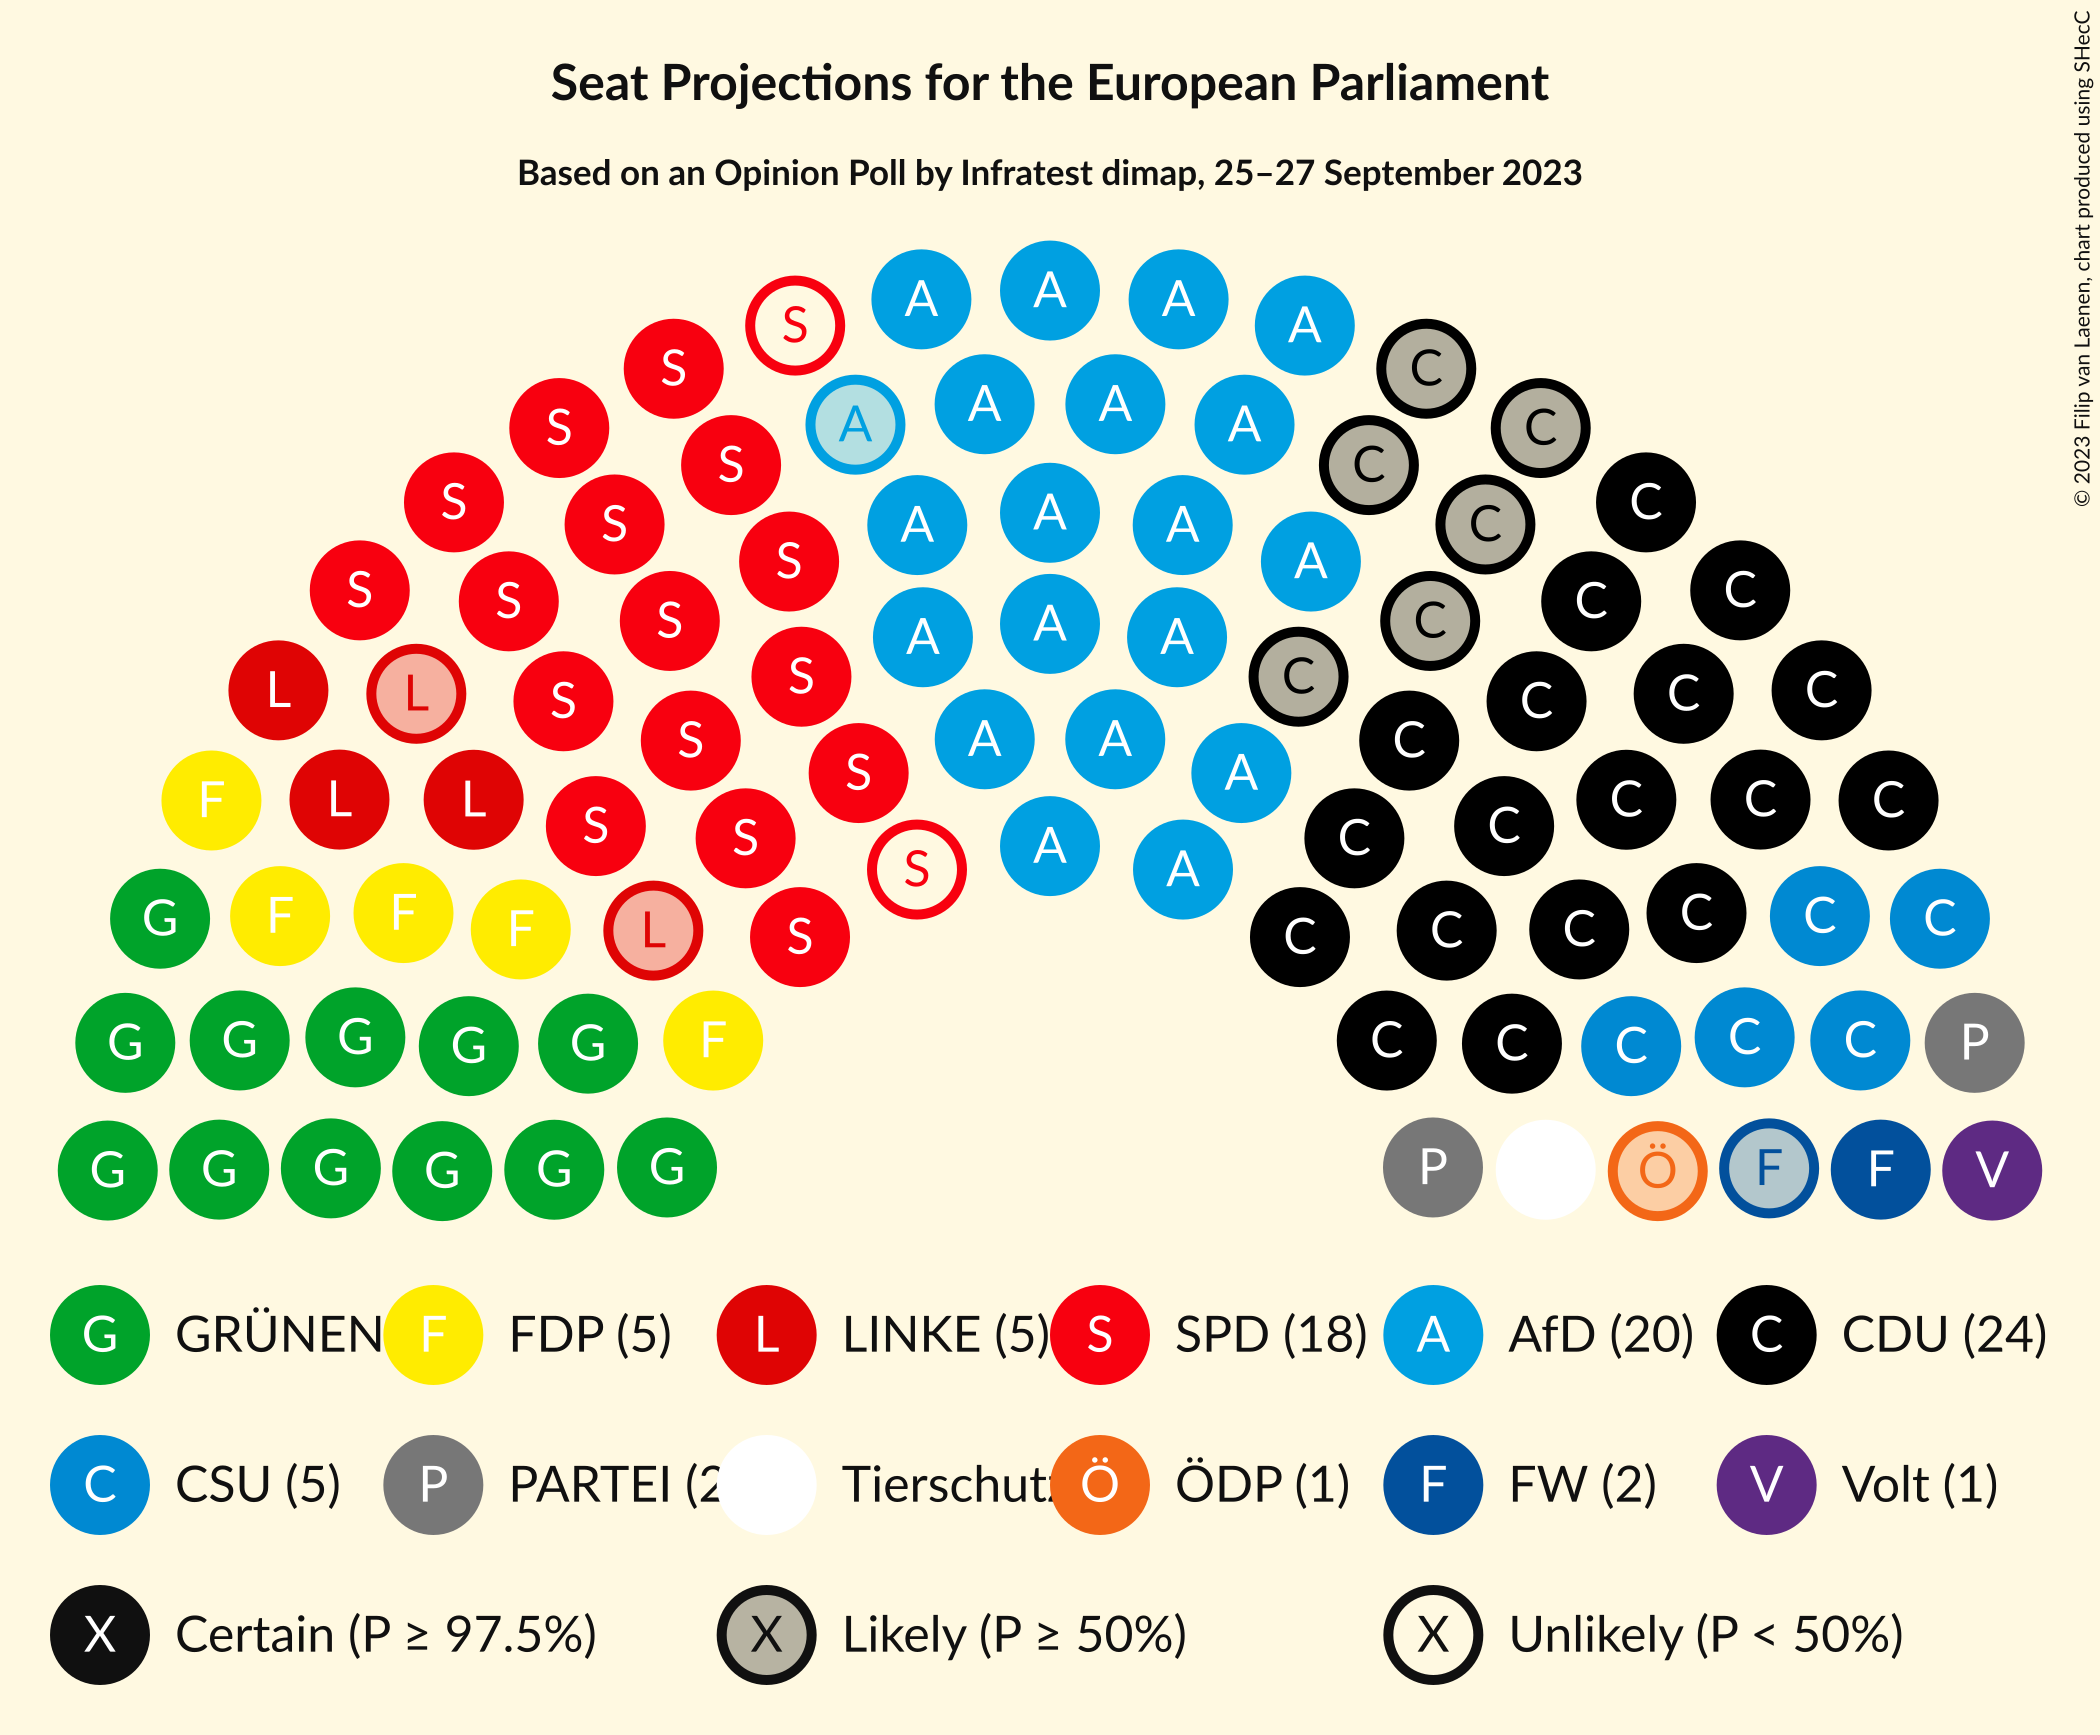 © 2023 Filip van Laenen, chart produced using SHecC
Seat Projections for the European Parliament
Based on an Opinion Poll by Infratest dimap, 25–27 September 2023
S A A A A
S C
S A A A A C
S C
S S A A A C C
S S S A C C
S A A A C
L L S S C C C C
S A A C
F L L S S S A C C C C C
S A A
G F F F L S C C C C C C
G G G G G F C C C C C P
G G G G G G P Ö F F V
G GRÜNEN F FDP (5) L LINKE (5) S SPD (18) A AfD (20) C CDU (24)
C CSU (5) P PARTEI (2 Tierschutz Ö ÖDP (1) F FW (2) V Volt (1)
X Certain (P ≥ 97.5%) X Likely (P ≥ 50%) X Unlikely (P < 50%)